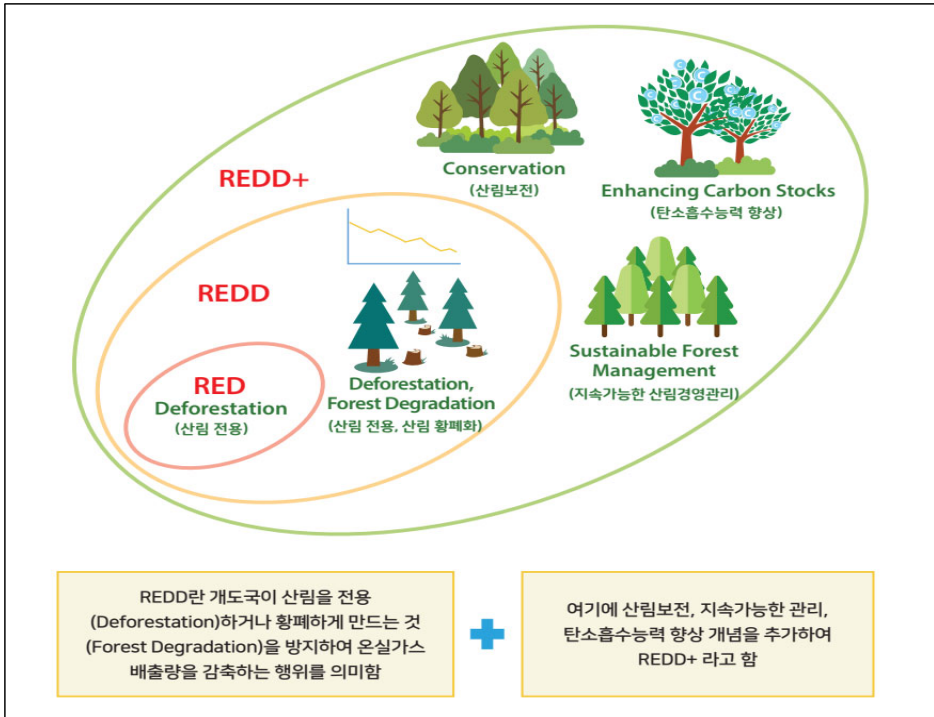 REDD+
Conservation
(산림보전)
Enhancing Carbon Stocks
(탄소흡수능력 향상)
REDD
Sustainable Forest
Management
(지속가능한 산림경영관리)
RED
Deforestation
(산림 전용)
Deforestation,
Forest Degradation
(산림 전용, 산림 황폐화)
REDD란 개도국이 산림을 전용
(Deforestation)하거나 황폐하게 만드는 것
(Forest Degradation)을 방지하여 온실가스
배출량을 감축하는 행위를 의미함
여기에 산림보전, 지속가능한 관리,
탄소흡수능력 향상 개념을 추가하여
REDD+ 라고 함